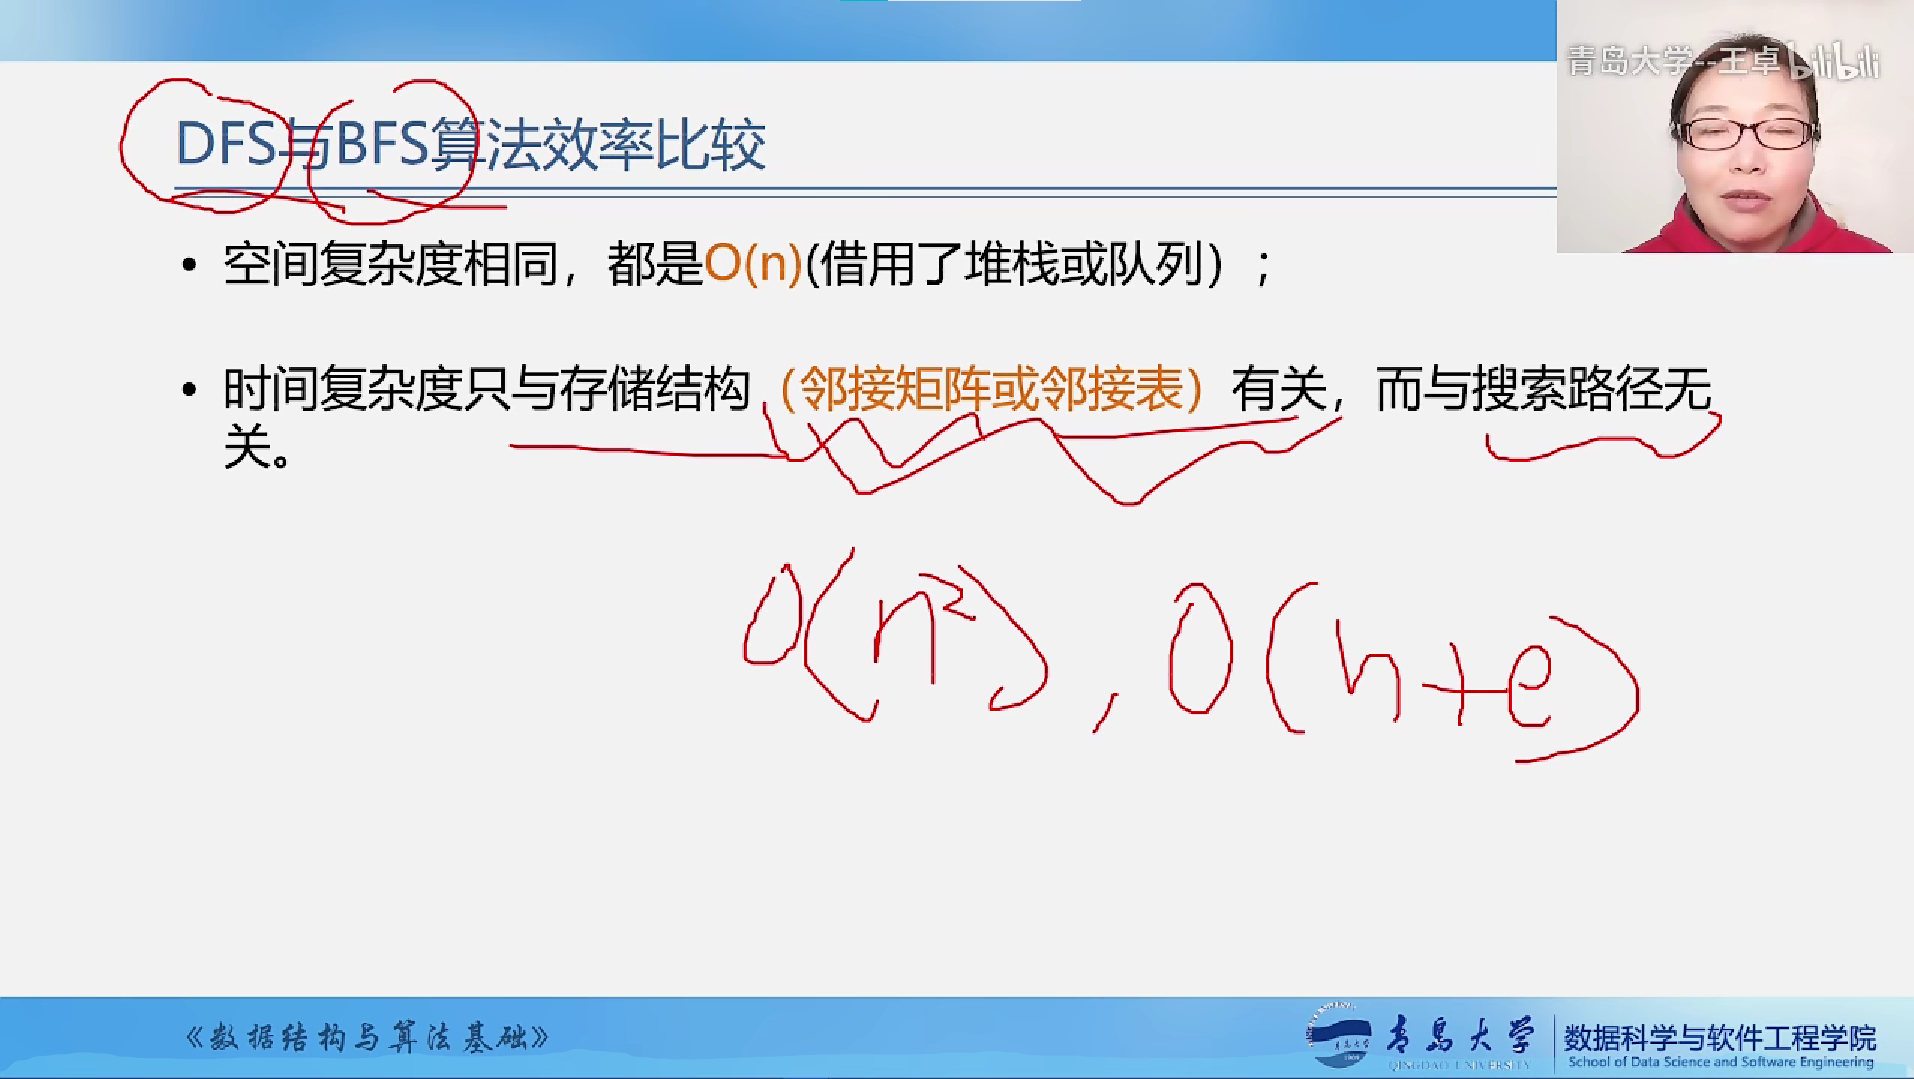 青岛大学--王卓 bilibili
DFS与BFS算法效率比较
• 空间复杂度相同，都是O(n)(借用了堆栈或队列）；
• 时间复杂度只与存储结构（邻接矩阵或邻接表）有关，而与搜索路径无
关。
O(n²), O(n+e)
《数据结构与算法基础》
青岛大学
QINGDAO UNIVERSITY
数据科学与软件工程学院
School of Data Science and Software Engineering